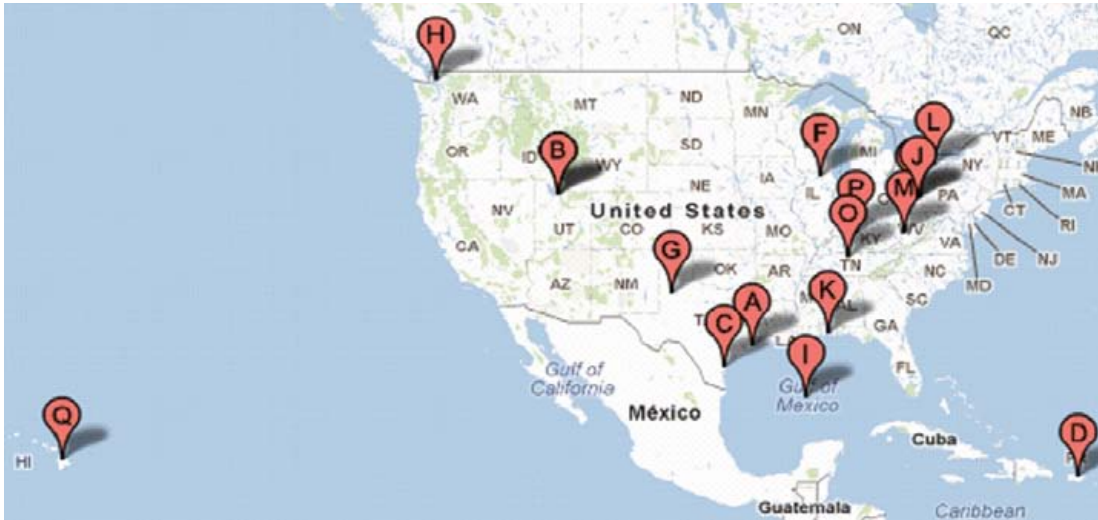 ON
QC
H
WA
MT
ND
MN
NB
L
VT
ME
F
MI
J
OR
ID
B
WY
SD
NY
IA
IL
P
M
PA
MA
NE
CT
RI
O
NV
UT
CO
United States
KS
MO
KY
VA
DE
NJ
CA
G
TN
AZ
NM
OK
AR
NC
MD
SC
K
AL
A
C
GA
LA
I
FL
Gulf of
California
Gulf of
Mexico
México
Q
HI
Cuba
D
Guatemala
Caribbean